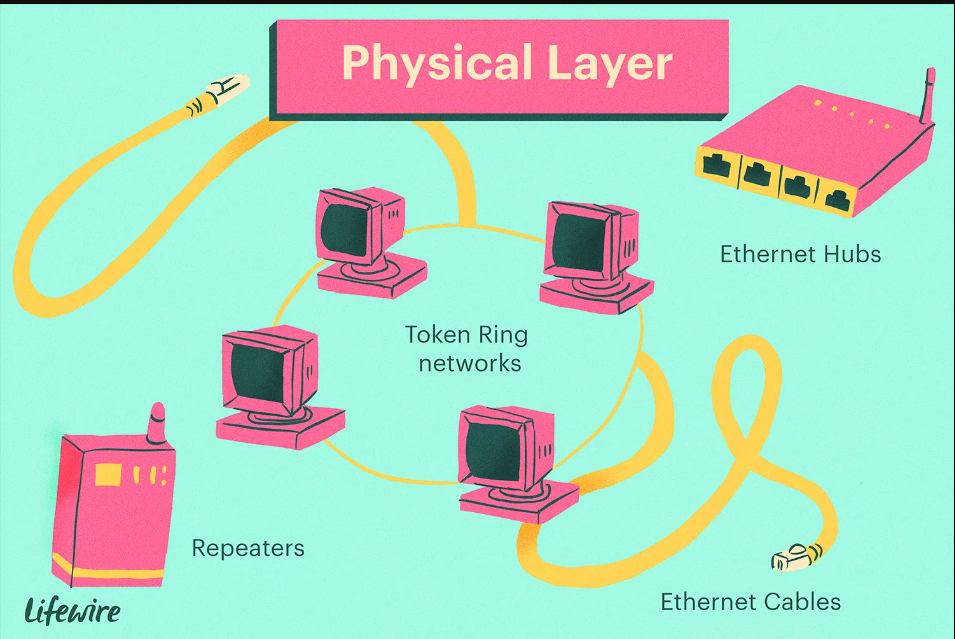 Physical Layer
Ethernet Hubs
Token Ring
networks
Repeaters
Ethernet Cables
Lifewire